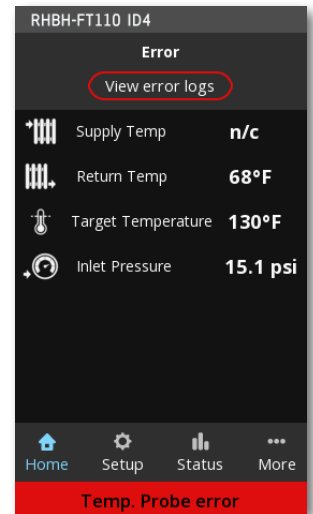 RHBH-FT110 ID4
Error
View error logs
Supply Temp n/c
Return Temp 68°F
Target Temperature 130°F
Inlet Pressure 15.1 psi
Home Setup Status More
Temp. Probe error